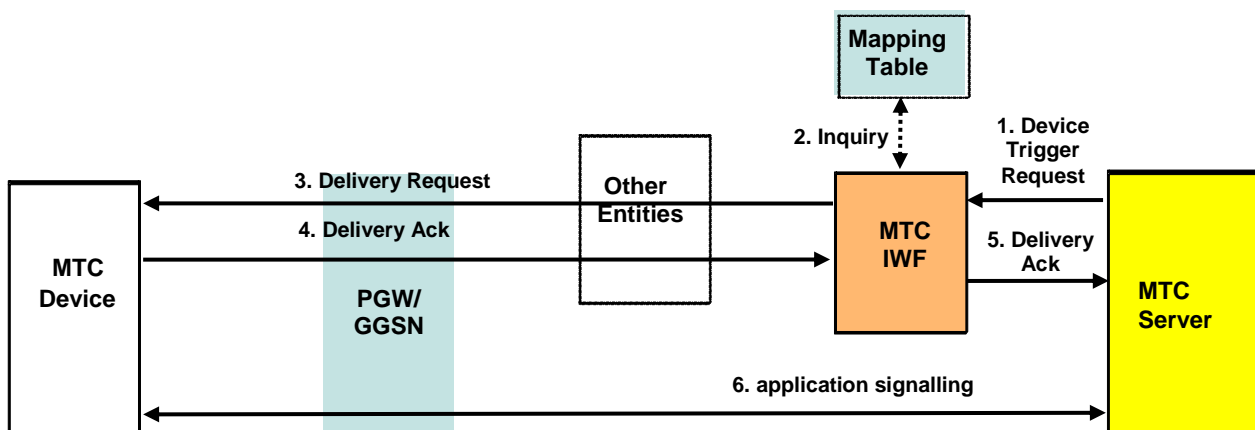 Mapping
Table
2. Inquiry
1. Device
Trigger
Request
3. Delivery Request
Other
Entities
4. Delivery Ack
MTC
IWF
5. Delivery
Ack
MTC
Device
PGW/
GGSN
MTC
Server
6. application signalling